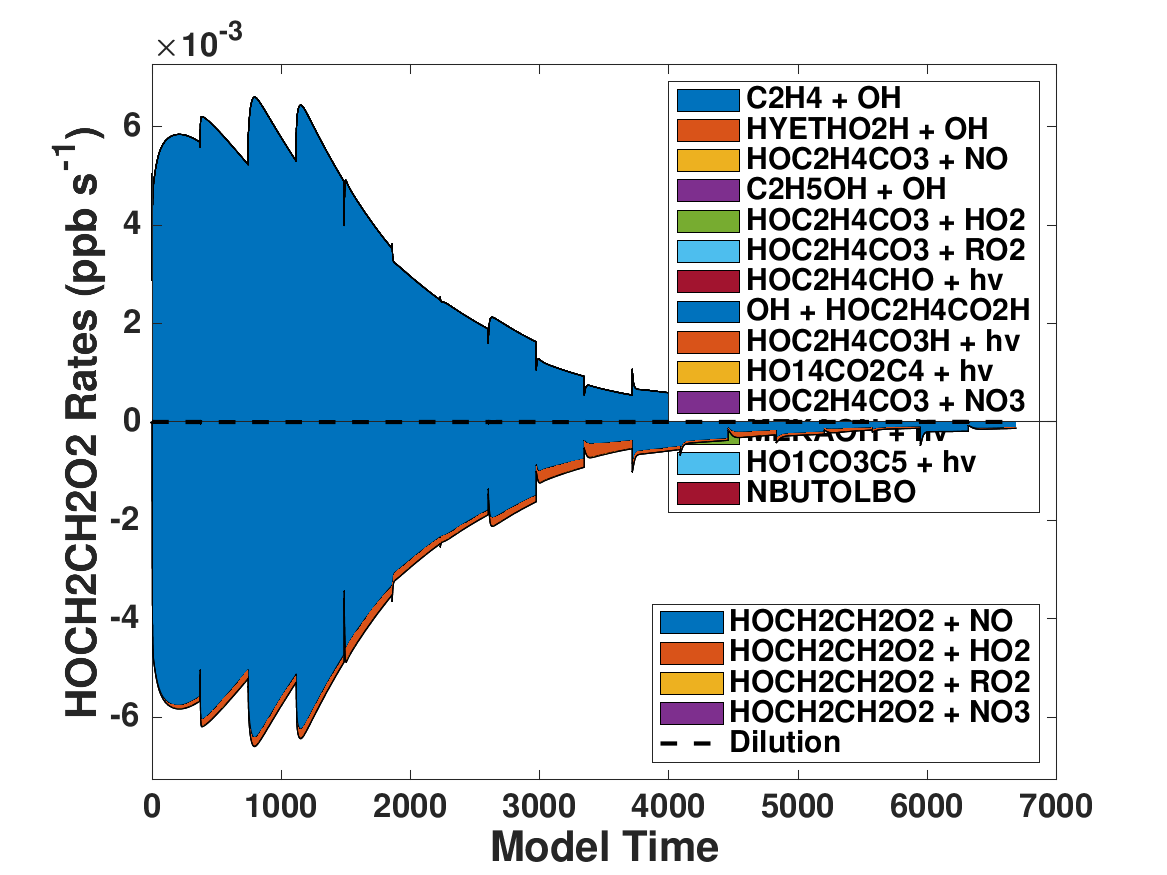 ×10-3
HOCH2CH2O2 Rates (ppb s-1)
6
4
2
0
-2
-4
-6
C2H4 + OH
HYETHO2H + OH
HOC2H4CO3 + NO
C2H5OH + OH
HOC2H4CO3 + HO2
HOC2H4CO3 + RO2
HOC2H4CHO + hv
OH + HOC2H4CO2H
HOC2H4CO3H + hv
HO14CO2C4 + hv
HOC2H4CO3 + NO3
+ hv
HO1CO3C5 + hv
NBUTOLBO
HOCH2CH2O2 + NO
HOCH2CH2O2 + HO2
HOCH2CH2O2 + RO2
HOCH2CH2O2 + NO3
Dilution
0 1000 2000 3000 4000 5000 6000 7000
Model Time